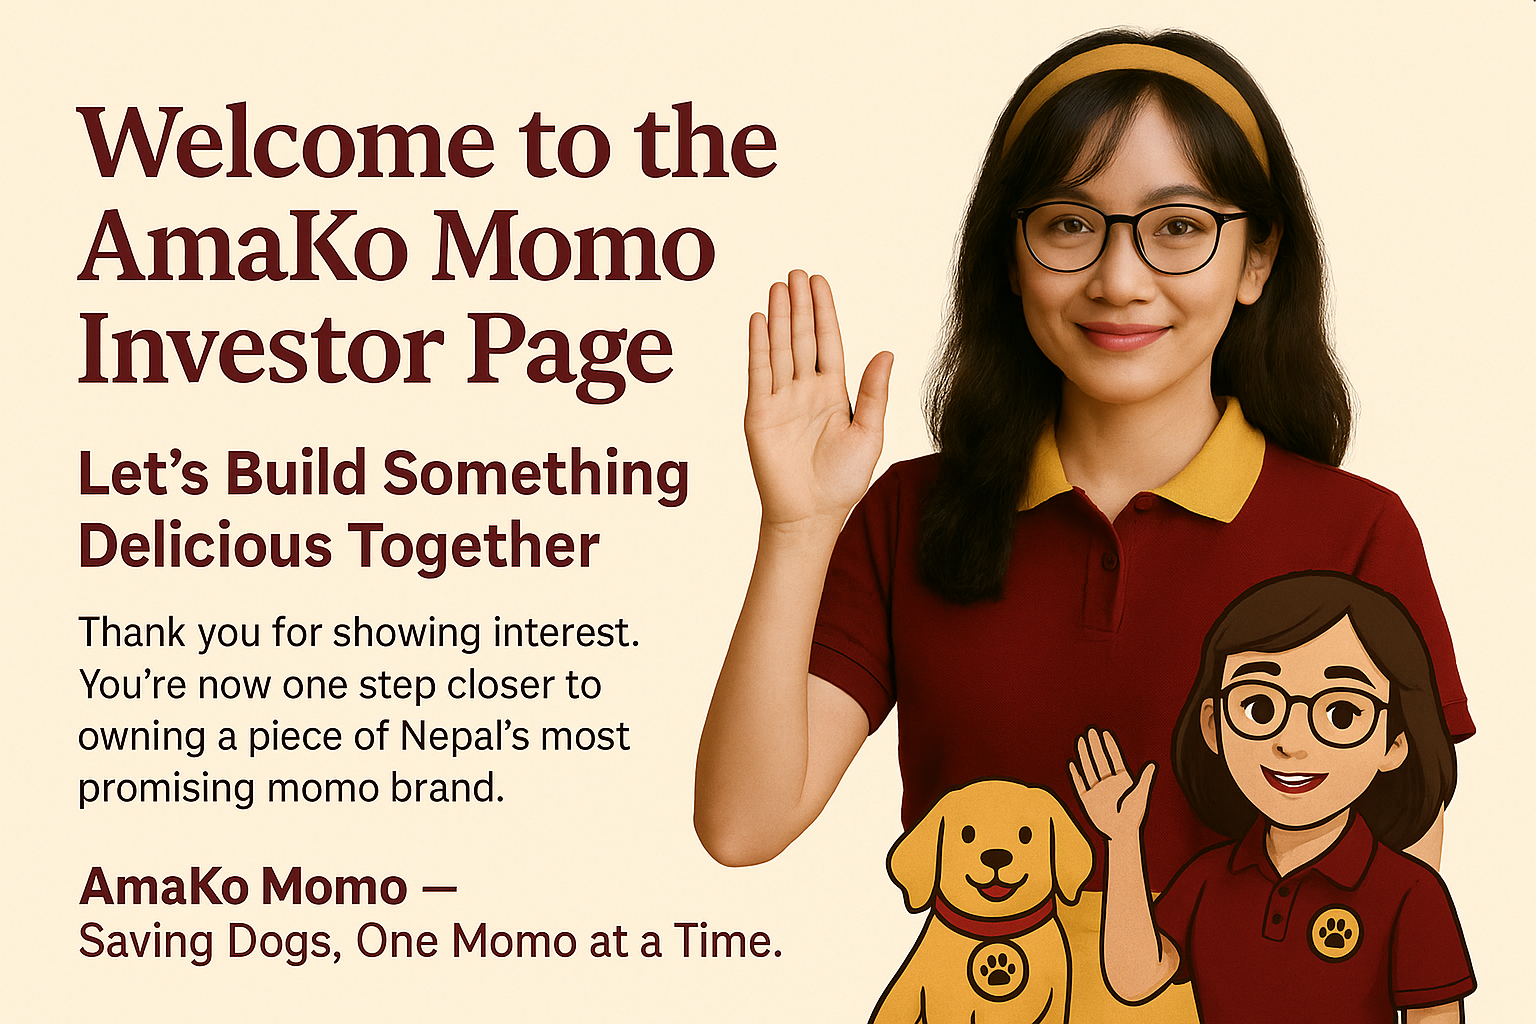 Welcome to the
AmaKo Momo
Investor Page
Let’s Build Something
Delicious Together
Thank you for showing interest.
You’re now one step closer to
owning a piece of Nepal’s most
promising momo brand.
AmaKo Momo —
Saving Dogs, One Momo at a Time.